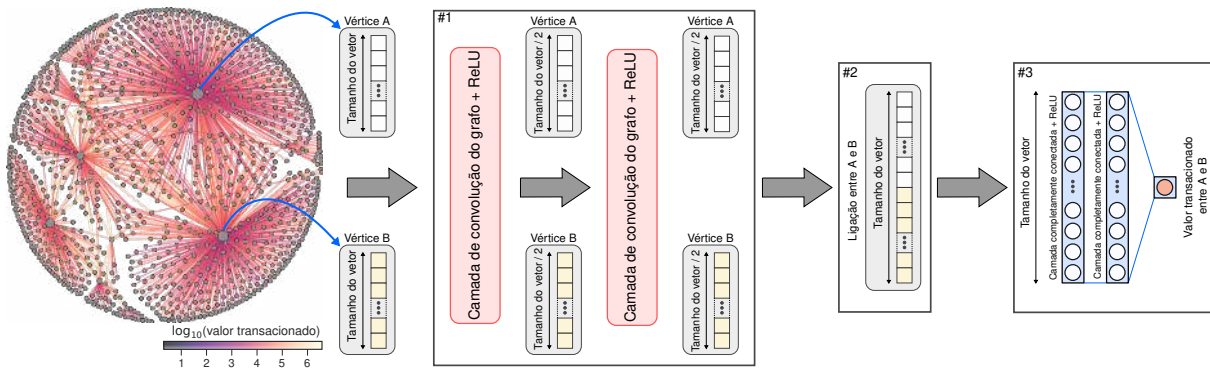 log10(valor transacionado)
1 2 3 4 5 6
Vértice A
Tamanho do vetor
Vértice B
Tamanho do vetor
#1
Camada de convolução do grafo + ReLU
Vértice A
Tamanho do vetor / 2
Vértice B
Tamanho do vetor / 2
Camada de convolução do grafo + ReLU
Vértice A
Tamanho do vetor / 2
Vértice B
Tamanho do vetor / 2
#2
Ligação entre A e B
Tamanho do vetor
#3
Tamanho do vetor
Camada completamente conectada + ReLU
Camada completamente conectada + ReLU
Valor transacionado
entre A e B